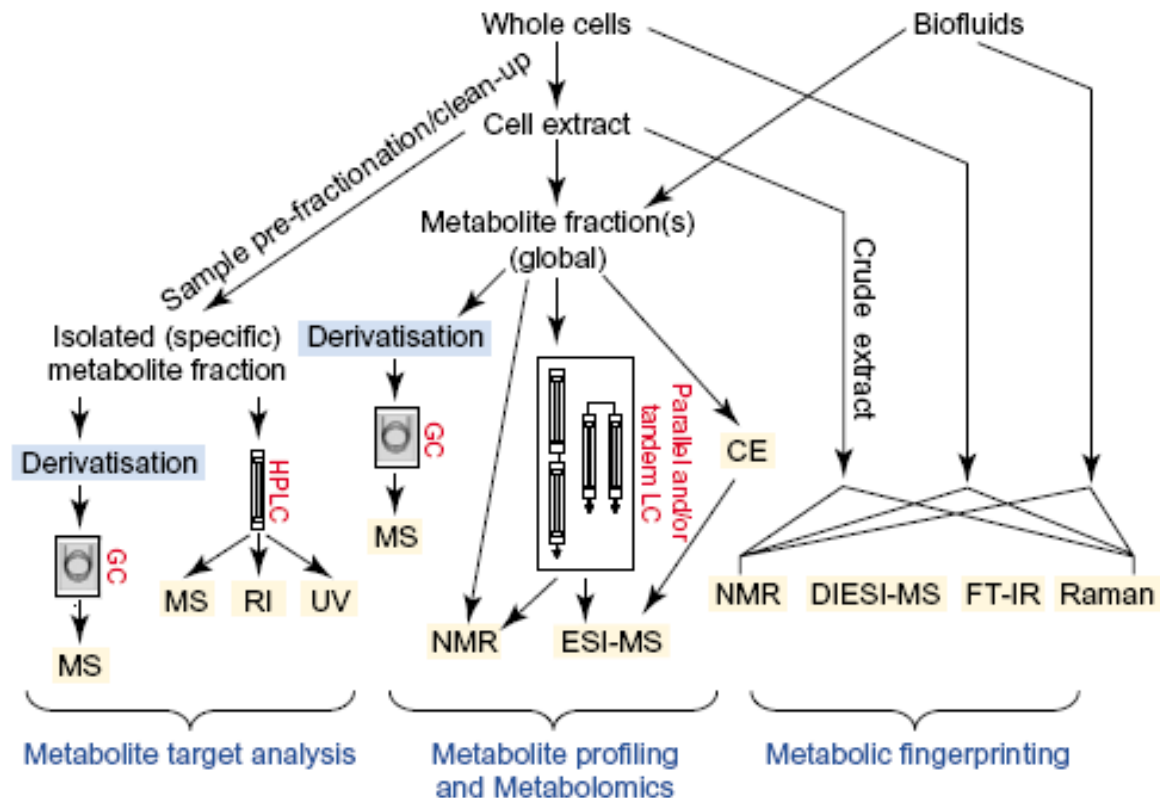 Whole cells
Biofluids
Sample pre-fractionation/clean-up
Cell extract
Metabolite fraction(s)
(global)
Crude extract
Isolated (specific)
metabolite fraction
Derivatisation
GC
MS
HPLC
MS
RI
UV
Derivatisation
GC
MS
Parallel and/or
tanderm LC
CE
NMR
ESI-MS
NMR
DIESI-MS
FT-IR
Raman
Metabolite target analysis
Metabolite profiling
and Metabolomics
Metabolic fingerprinting